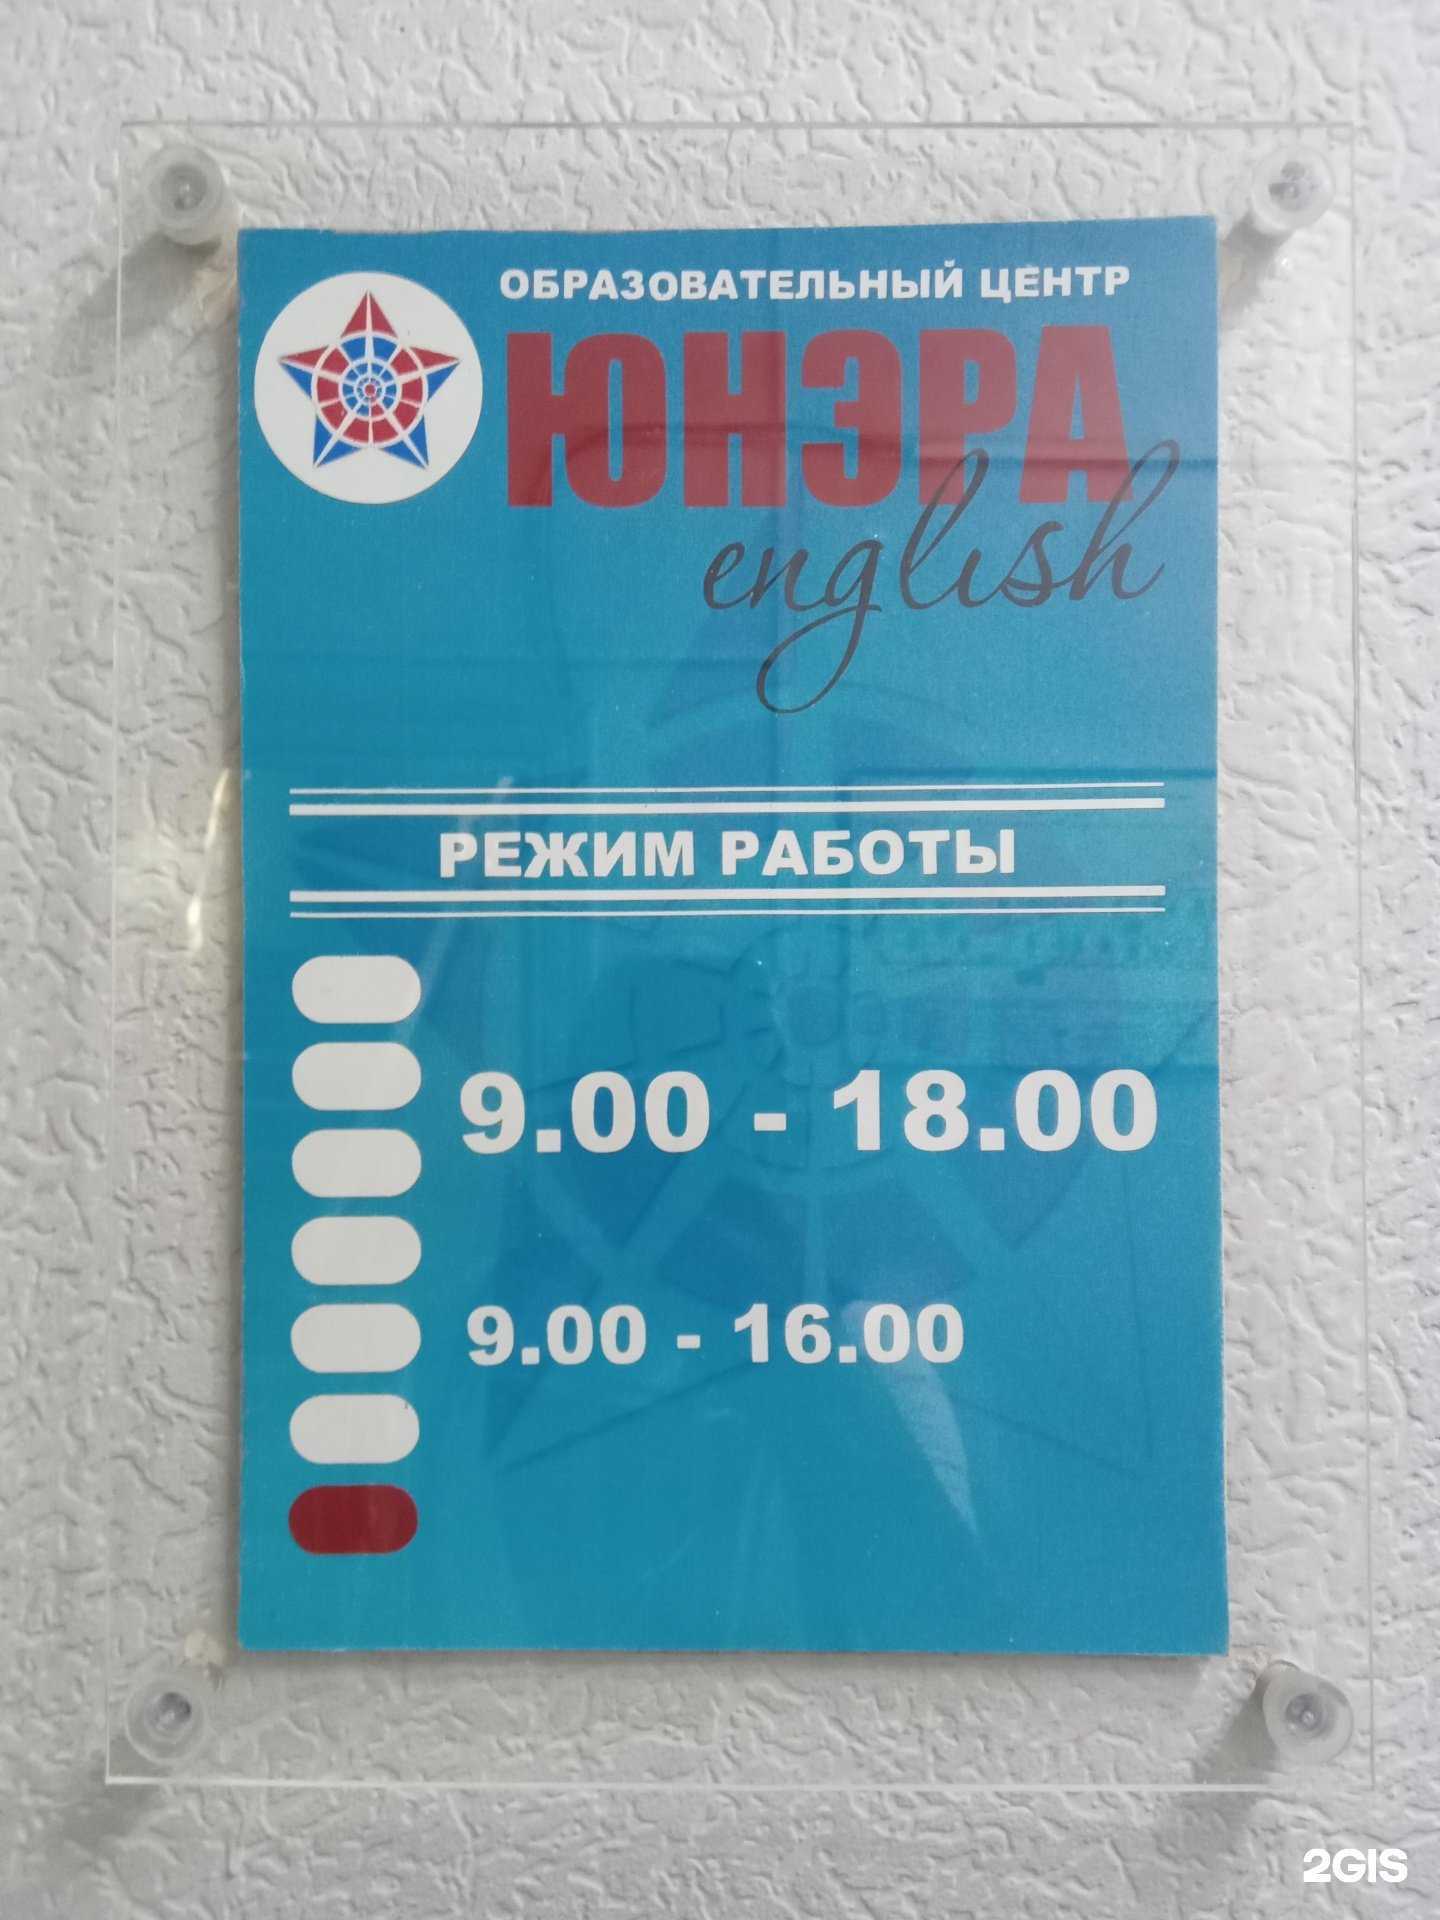 ОБРАЗОВАТЕЛЬНЫЙ ЦЕНТР
ЮНЭРА
english
РЕЖИМ РАБОТЫ
9.00 - 18.00
9.00 - 16.00
2GIS